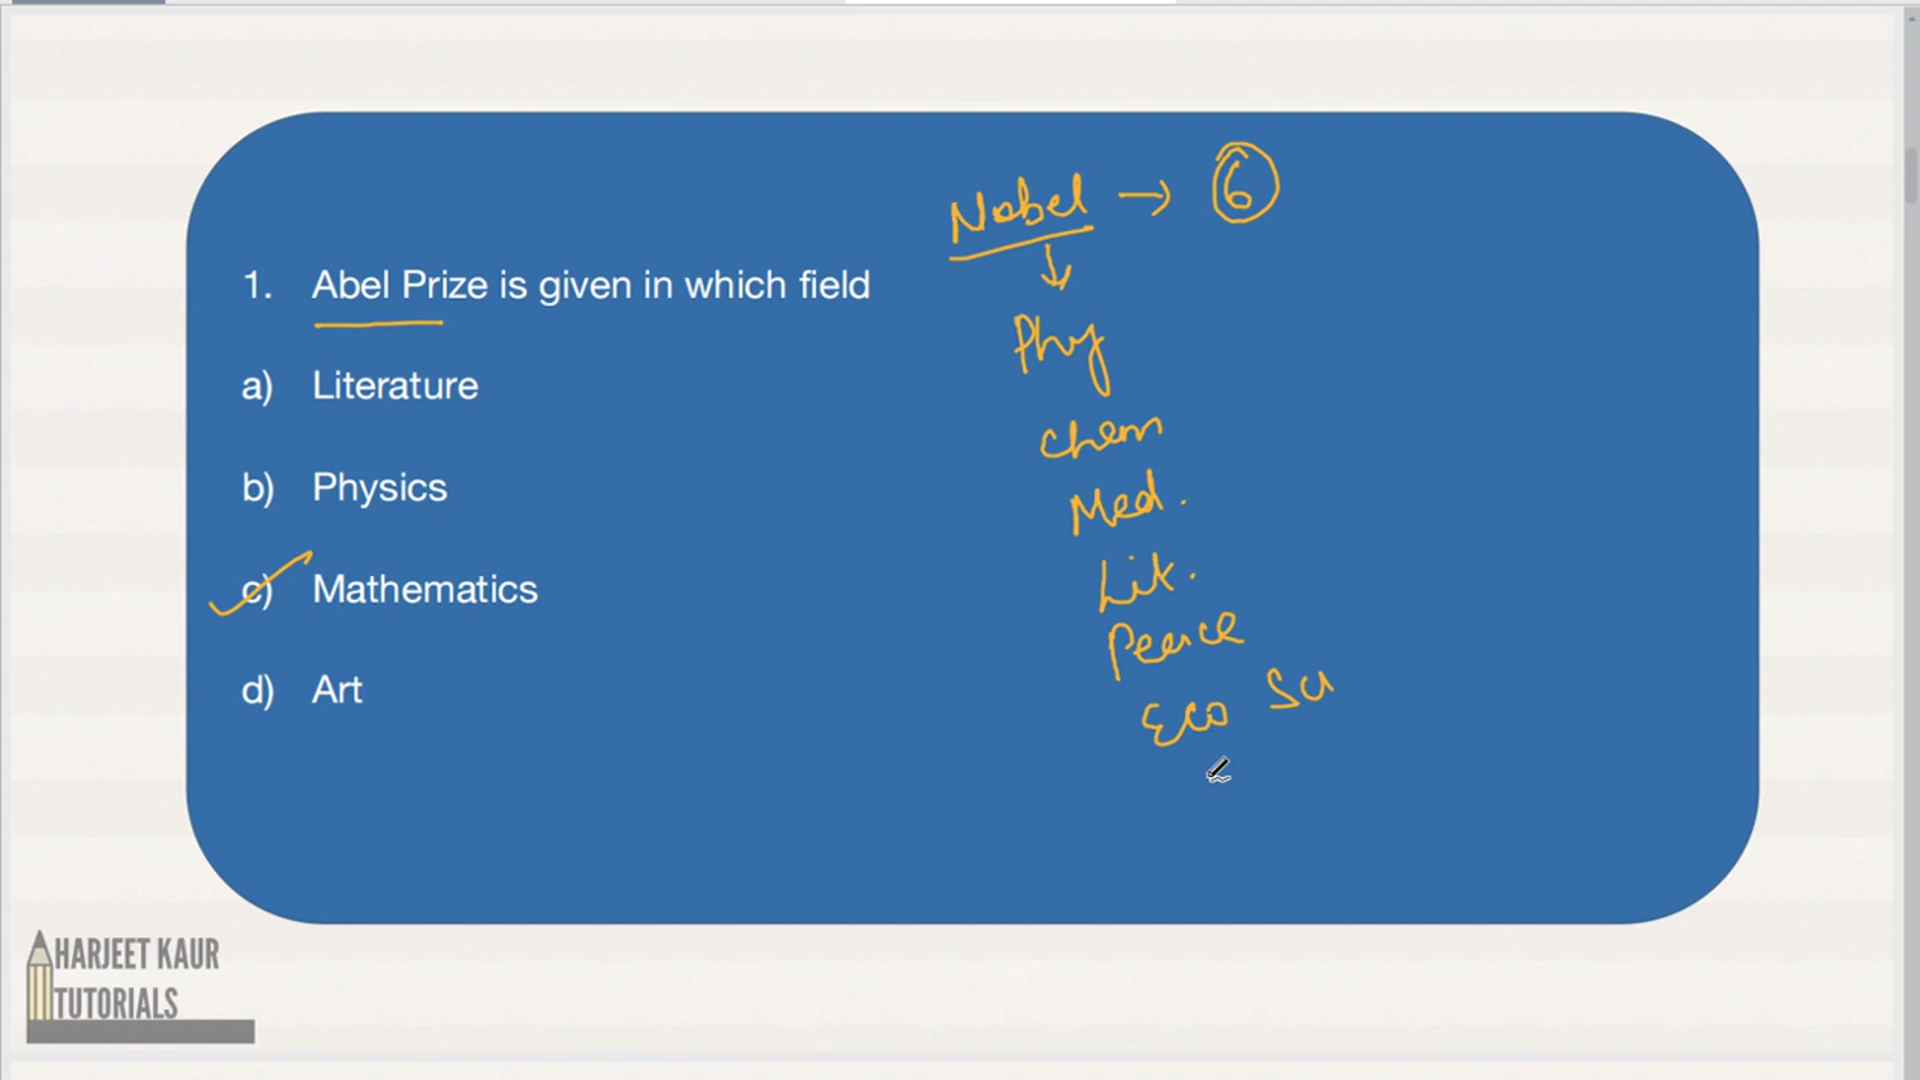 Nobel → 6
1. Abel Prize is given in which field
Phy
a) Literature
Chem
b) Physics
Med.
c) Mathematics
Lit.
Peace
d) Art
Eco Sci
HARJEET KAUR
TUTORIALS